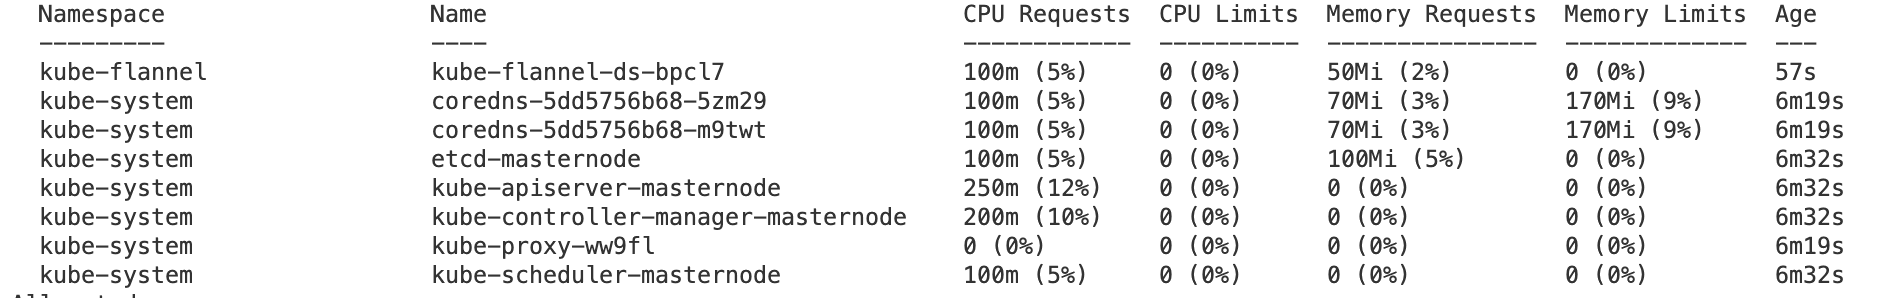 Namespace Name CPU Requests CPU Limits Memory Requests Memory Limits Age
--------- ---- ------------ ---------- --------------- ------------- ---
kube-flannel kube-flannel-ds-bpcl7 100m (5%) 0 (0%) 50Mi (2%) 0 (0%) 57s
kube-system coredns-5dd5756b68-5zm29 100m (5%) 0 (0%) 70Mi (3%) 170Mi (9%) 6m19s
kube-system coredns-5dd5756b68-m9twt 100m (5%) 0 (0%) 70Mi (3%) 170Mi (9%) 6m19s
kube-system etcd-masternode 100m (5%) 0 (0%) 100Mi (5%) 0 (0%) 6m32s
kube-system kube-apiserver-masternode 250m (12%) 0 (0%) 0 (0%) 0 (0%) 6m32s
kube-system kube-controller-manager-masternode 200m (10%) 0 (0%) 0 (0%) 0 (0%) 6m32s
kube-system kube-proxy-ww9fl 0 (0%) 0 (0%) 0 (0%) 0 (0%) 6m19s
kube-system kube-scheduler-masternode 100m (5%) 0 (0%) 0 (0%) 0 (0%) 6m32s